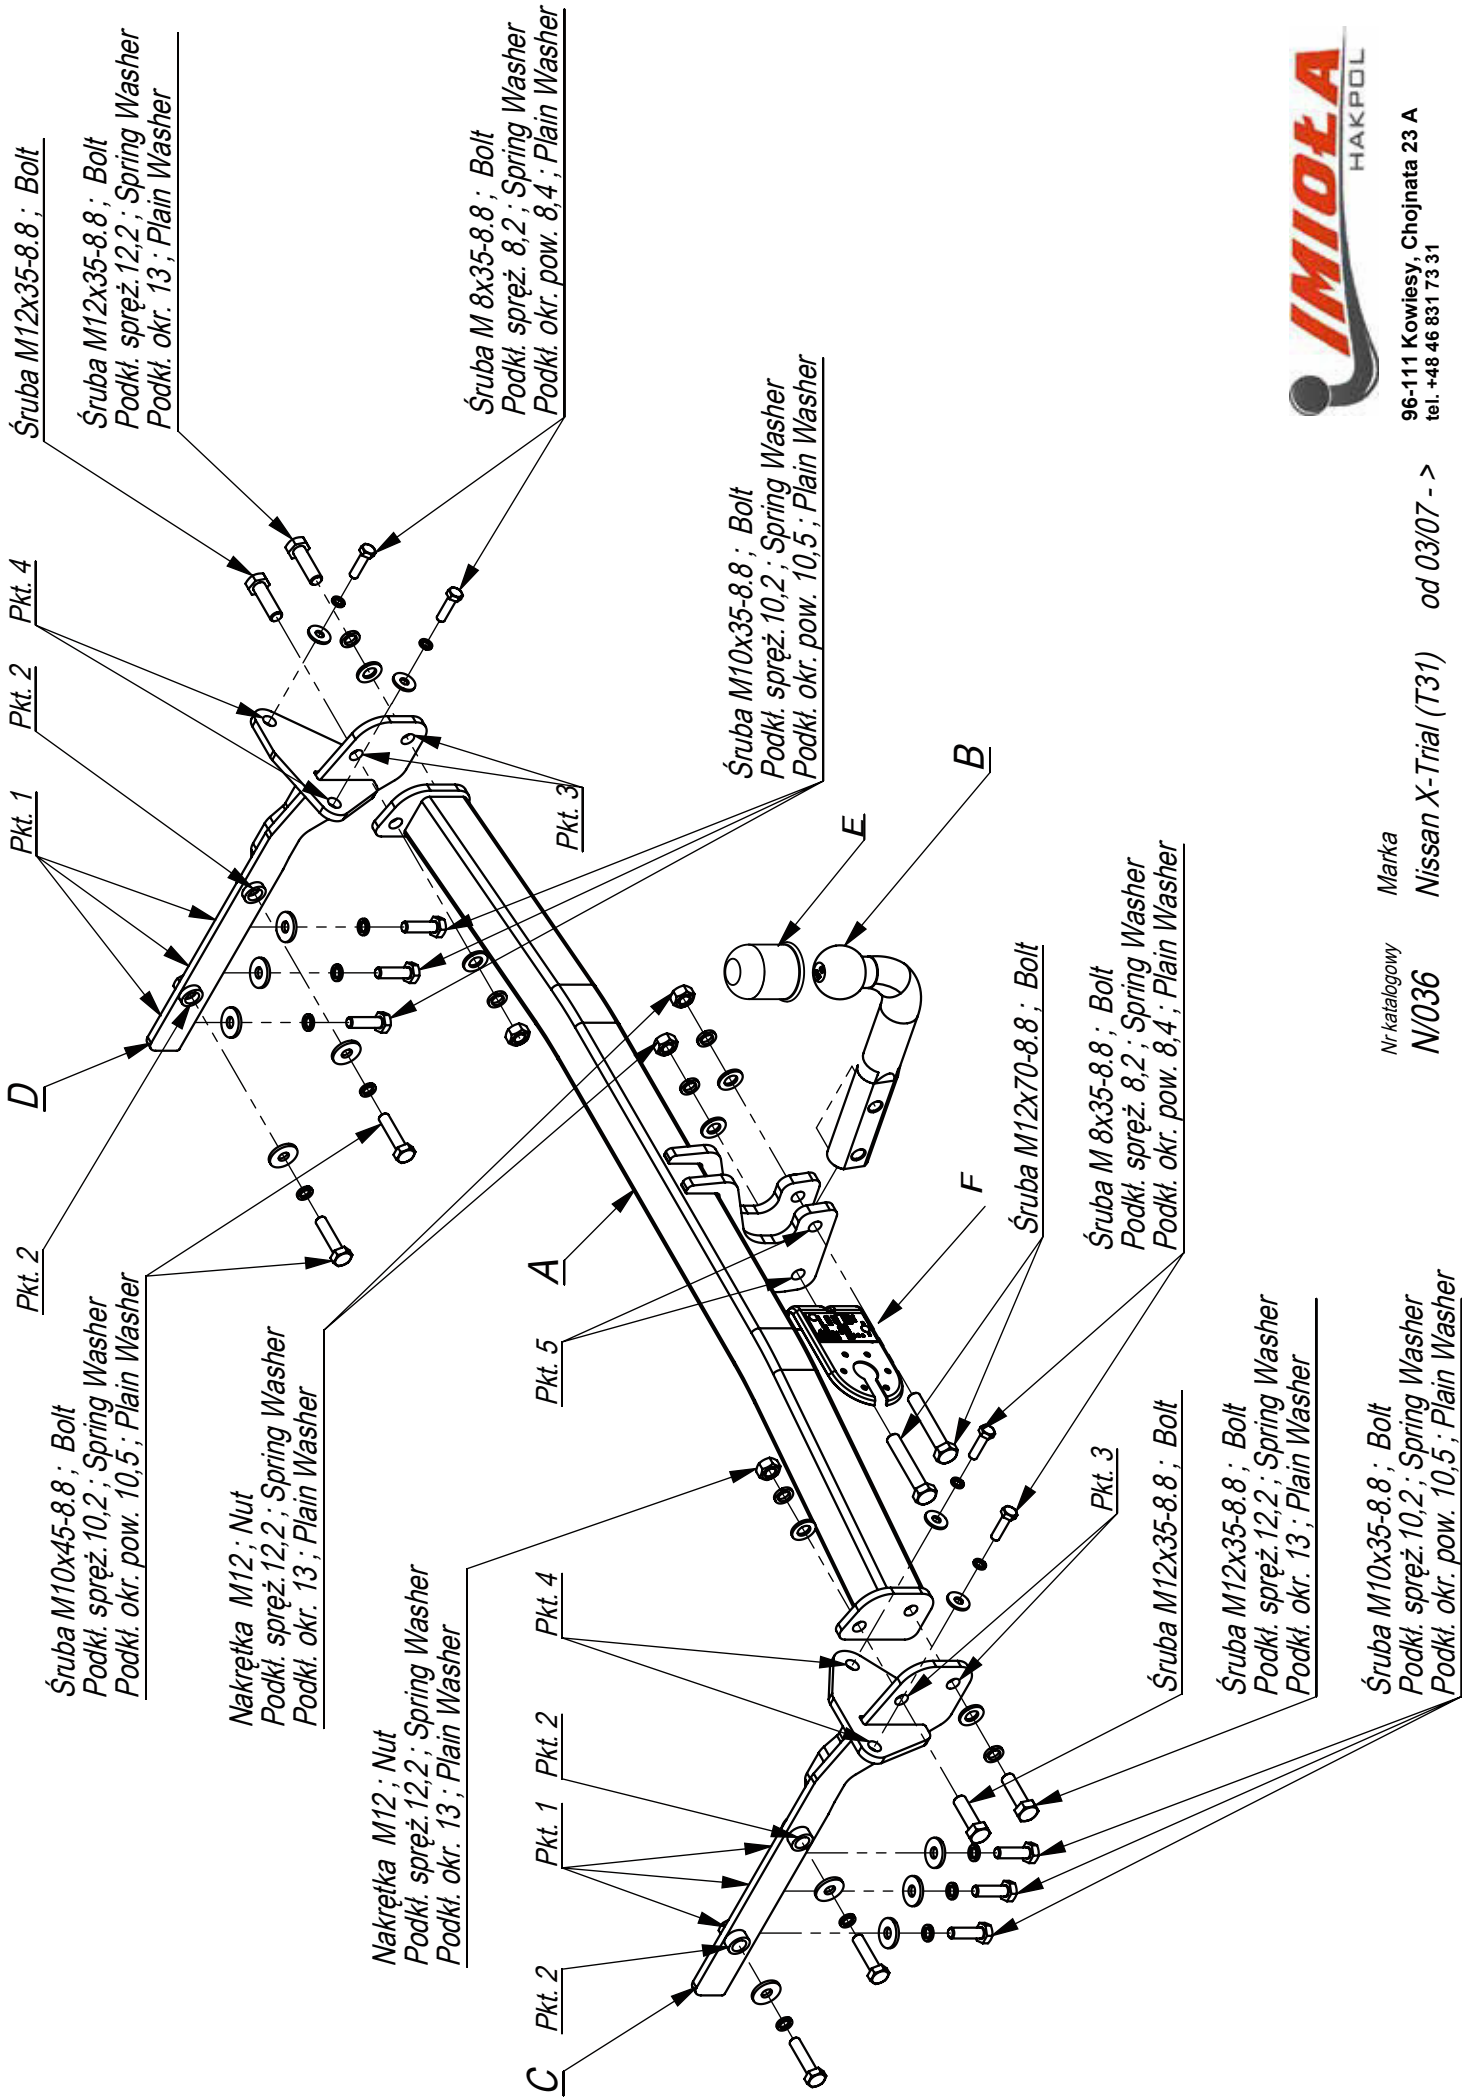 Śruba M12x35-8.8 ; Bolt
Śruba M12x35-8.8 ; Bolt
Podkł. spręż.12,2 ; Spring Washer
Podkł. okr. 13 ; Plain Washer
Śruba M 8x35-8.8 ; Bolt
Podkł. spręż. 8,2 ; Spring Washer
Podkł. okr. pow. 8,4 ; Plain Washer
Pkt. 4
Pkt. 2
Pkt. 1
Pkt. 3
D
Pkt. 2
Śruba M10x35-8.8 ; Bolt
Podkł. spręż.10,2 ; Spring Washer
Podkł. okr. pow. 10,5 ; Plain Washer
Śruba M10x45-8.8 ; Bolt
Podkł. spręż.10,2 ; Spring Washer
Podkł. okr. pow. 10,5 ; Plain Washer
Nakrętka M12 ; Nut
Podkł. spręż.12,2 ; Spring Washer
Podkł. okr. 13 ; Plain Washer
A
E
B
F
Pkt. 5
Śruba M12x70-8.8 ; Bolt
Śruba M 8x35-8.8 ; Bolt
Podkł. spręż. 8,2 ; Spring Washer
Podkł. okr. pow. 8,4 ; Plain Washer
Nakrętka M12 ; Nut
Podkł. spręż.12,2 ; Spring Washer
Podkł. okr. 13 ; Plain Washer
Pkt. 4
Pkt. 2
Pkt. 1
Pkt. 2
C
Pkt. 3
Śruba M12x35-8.8 ; Bolt
Śruba M12x35-8.8 ; Bolt
Podkł. spręż.12,2 ; Spring Washer
Podkł. okr. 13 ; Plain Washer
Śruba M10x35-8.8 ; Bolt
Podkł. spręż.10,2 ; Spring Washer
Podkł. okr. pow. 10,5 ; Plain Washer
Nr katalogowy Marka
N/036 Nissan X-Trial (T31) od 03/07 - >
IMIOŁA
HAKPOL
96-111 Kowiesy, Chojnata 23 A
tel. +48 46 831 73 31